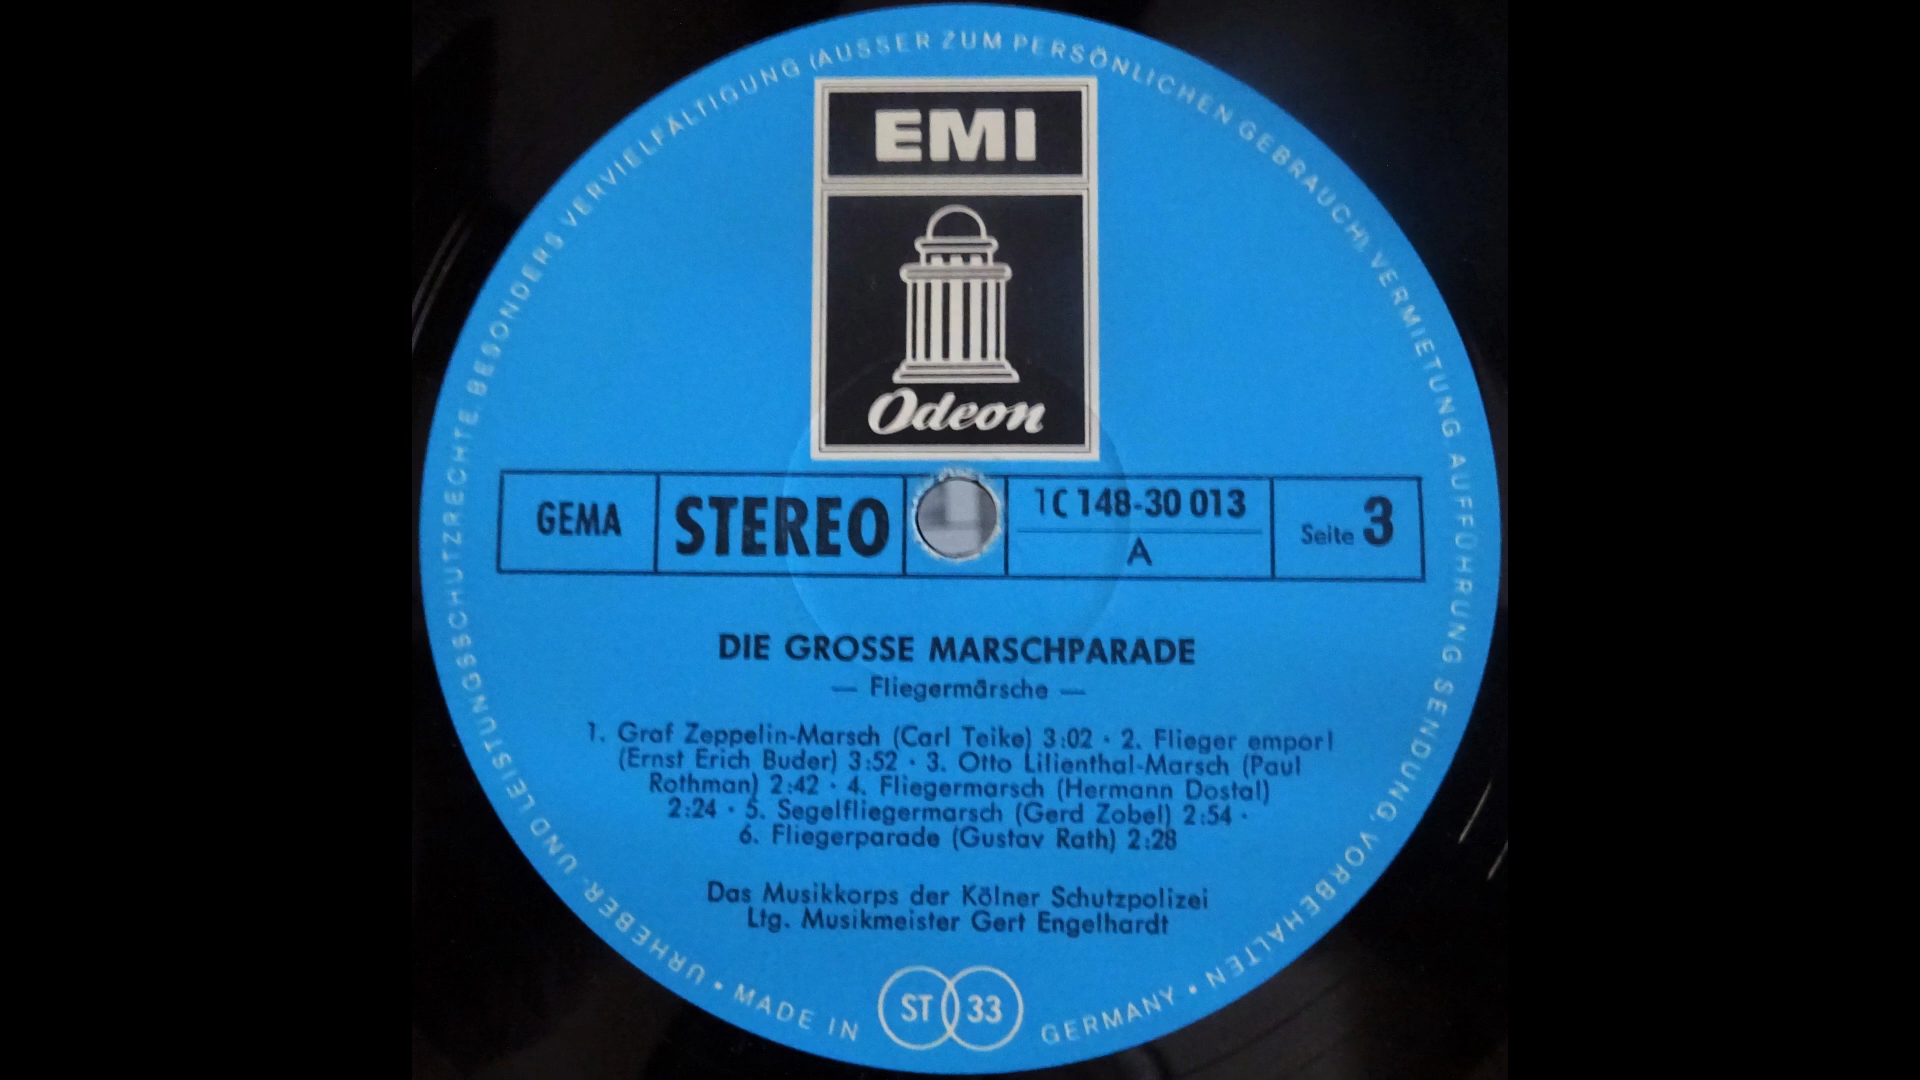 URHEBER- UND LEISTUNGSSCHUTZRECHTE BESONDERS VERVIELFÄLTIGUNG (AUSSER ZUM PERSÖNLICHEN GEBRAUCH), VERMIETUNG, AUFFÜHRUNG, SENDUNG, VORBEHALTEN •
EMI
Odeon
GEMA
STEREO
1C 148-30 013
A
Seite 3
DIE GROSSE MARSCHPARADE
— Fliegermärsche —
1. Graf Zeppelin-Marsch (Carl Teike) 3:02 · 2. Flieger empor!
(Ernst Erich Buder) 3:52 · 3. Otto Lilienthal-Marsch (Paul
Rothman) 2:42 · 4. Fliegermarsch (Hermann Dostal)
2:24 · 5. Segelfliegermarsch (Gerd Zobel) 2:54 ·
6. Fliegerparade (Gustav Rath) 2:28
Das Musikkorps der Kölner Schutzpolizei
Ltg. Musikmeister Gert Engelhardt
• MADE IN GERMANY
ST 33